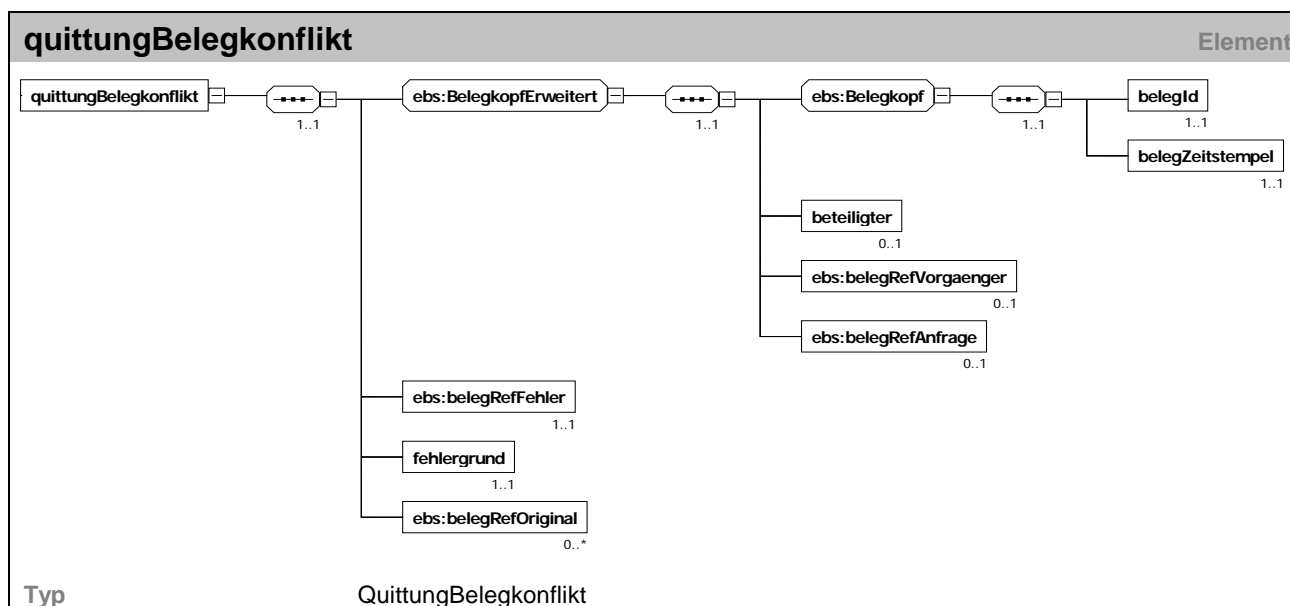 quittungBelegkonflikt Element
quittungBelegkonflikt ebs:BelegkopfErweitert ebs:Belegkopf belegId
1..1 1..1 1..1 1..1
belegZeitstempel
1..1
beteiligter
0..1
ebs:belegRefVorgaenger
0..1
ebs:belegRefAnfrage
0..1
ebs:belegRefFehler
1..1
fehlergrund
1..1
ebs:belegRefOriginal
0..*
Typ QuittungBelegkonflikt